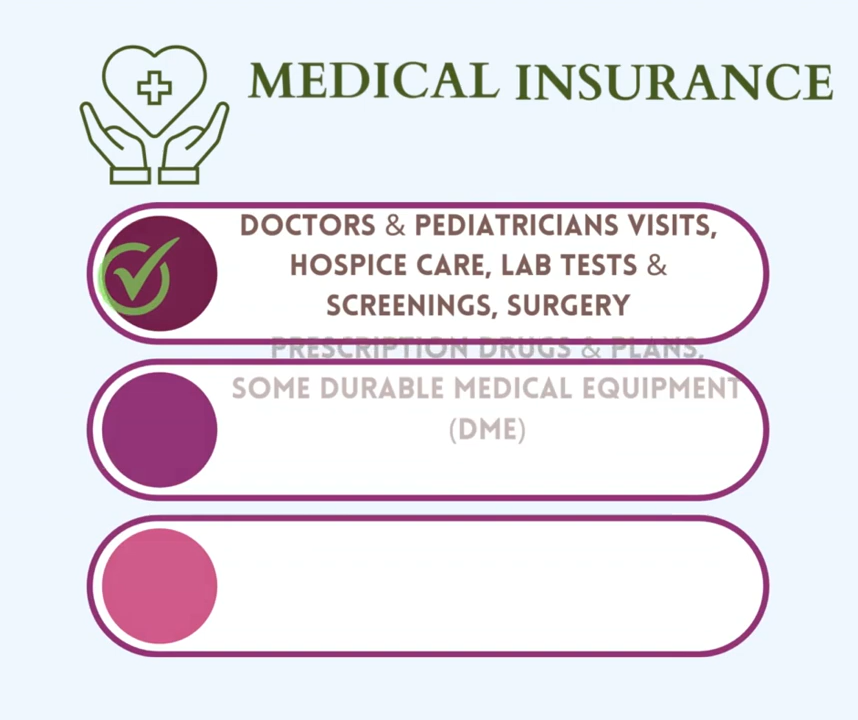 MEDICAL INSURANCE
DOCTORS & PEDIATRICIANS VISITS,
HOSPICE CARE, LAB TESTS &
SCREENINGS, SURGERY
PRESCRIPTION DRUGS & PLANS,
SOME DURABLE MEDICAL EQUIPMENT
(DME)